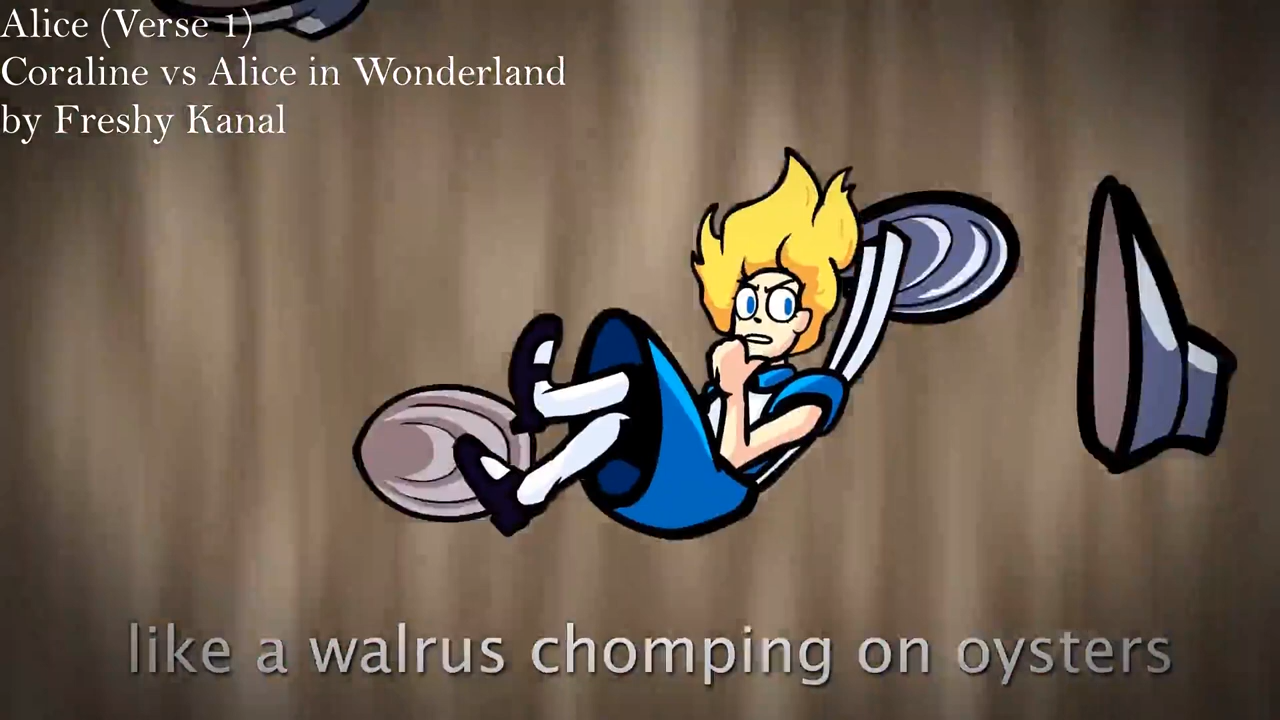 Alice (Verse 1)
Coraline vs Alice in Wonderland
by Freshy Kanal
like a walrus chomping on oysters